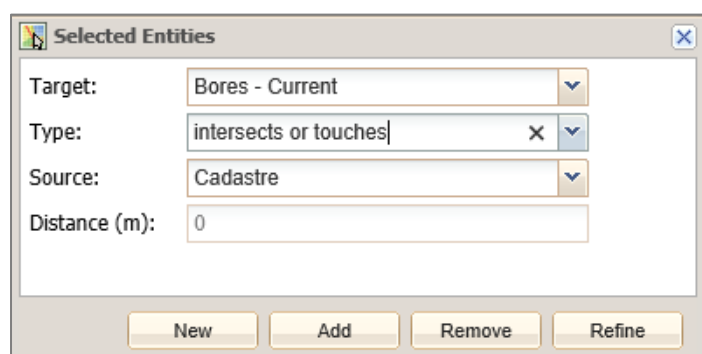 Selected Entities
Target: Bores - Current
Type: intersects or touches
Source: Cadastre
Distance (m): 0
New Add Remove Refine